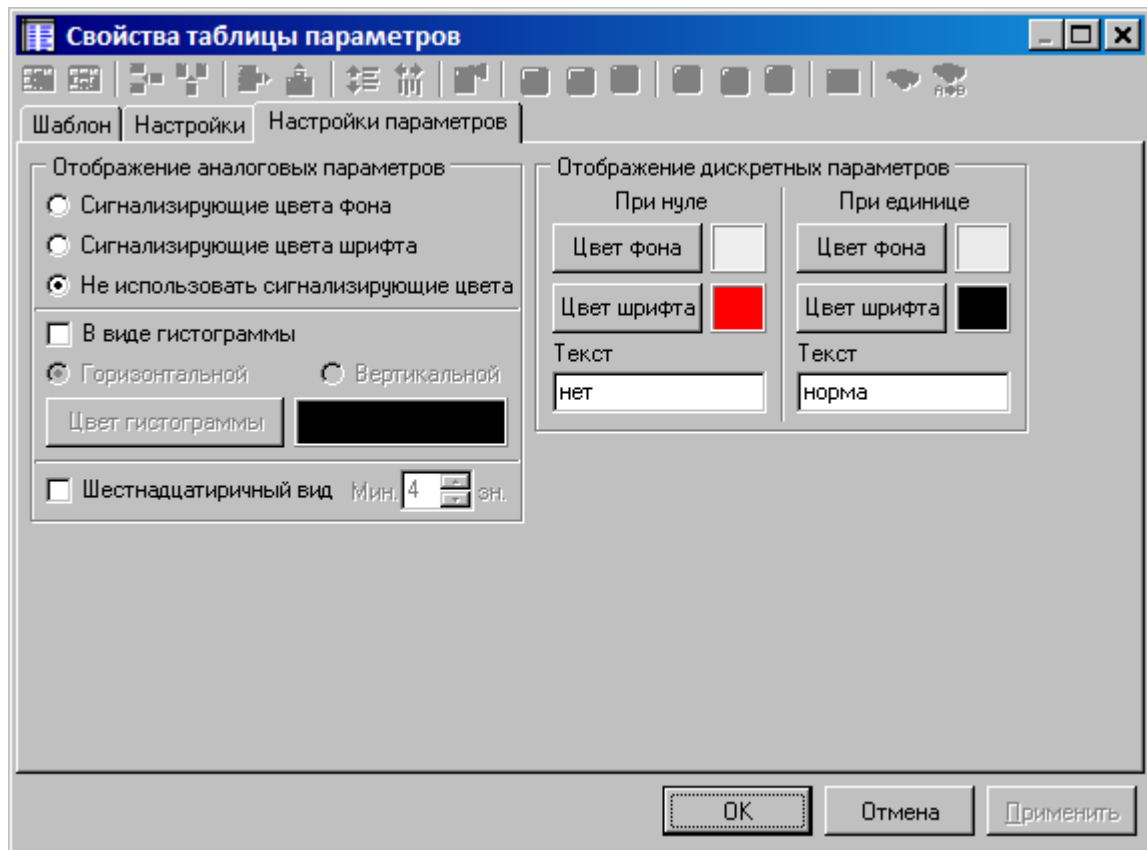 Свойства таблицы параметров
A B
Шаблон Настройки Настройки параметров
Отображение аналоговых параметров
Сигнализирующие цвета фона
Сигнализирующие цвета шрифта
Не использовать сигнализирующие цвета
В виде гистограммы
Горизонтальной Вертикальной
Цвет гистограммы
Шестнадцатиричный вид Мин. 4 зн.
Отображение дискретных параметров
При нуле При единице
Цвет фона Цвет фона
Цвет шрифта Цвет шрифта
Текст Текст
нет норма
OK Отмена Применить